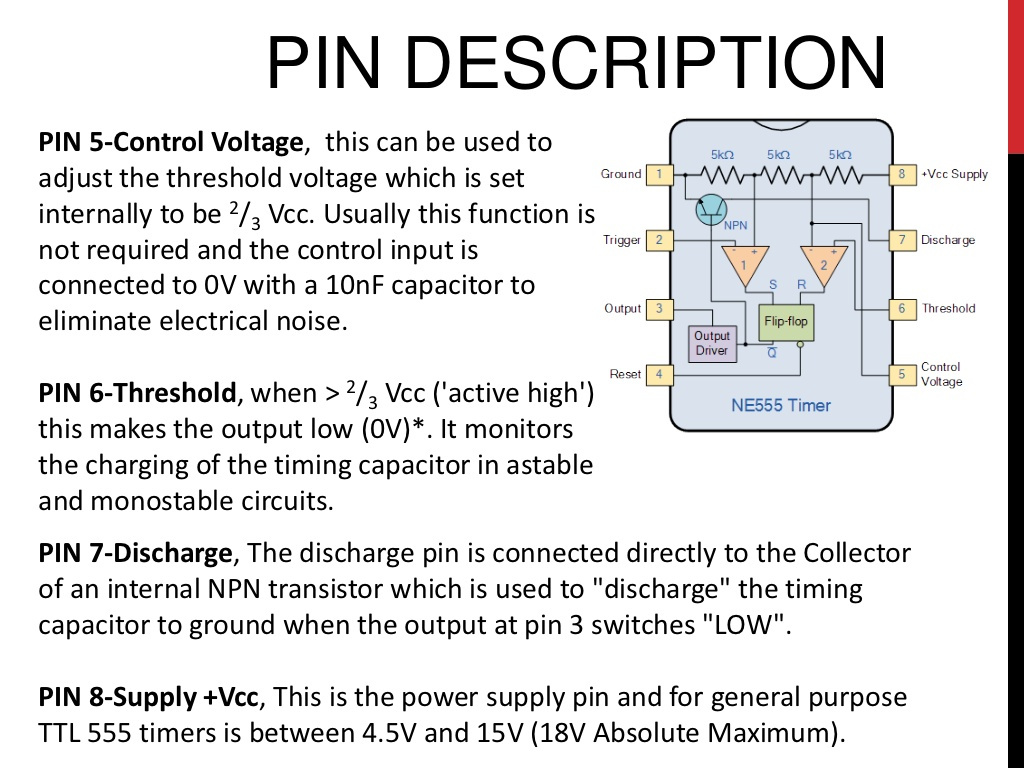 PIN DESCRIPTION
PIN 5-Control Voltage,  this can be used to
adjust the threshold voltage which is set
internally to be 2/3 Vcc. Usually this function is
not required and the control input is
connected to 0V with a 10nF capacitor to
eliminate electrical noise.
PIN 6-Threshold, when > 2/3 Vcc ('active high')
this makes the output low (0V)*. It monitors
the charging of the timing capacitor in astable
and monostable circuits.
PIN 7-Discharge, The discharge pin is connected directly to the Collector
of an internal NPN transistor which is used to "discharge" the timing
capacitor to ground when the output at pin 3 switches "LOW".
PIN 8-Supply +Vcc, This is the power supply pin and for general purpose
TTL 555 timers is between 4.5V and 15V (18V Absolute Maximum).
5kΩ 5kΩ 5kΩ
Ground 1 8 +Vcc Supply
NPN
Trigger 2 7 Discharge
- + - +
1 2
S R
Output 3 6 Threshold
Flip-flop
Output
Driver
Q̅
Reset 4 5 Control
Voltage
NE555 Timer